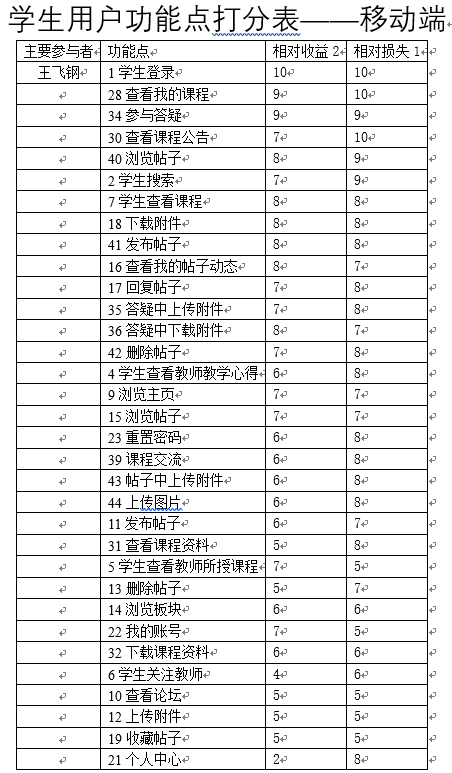 学生用户功能点打分表——移动端
主要参与者 功能点 相对收益 2 相对损失 1
王飞钢 1 学生登录 10 10
28 查看我的课程 9 10
34 参与答疑 9 9
30 查看课程公告 7 10
40 浏览帖子 8 9
2 学生搜索 7 9
7 学生查看课程 8 8
18 下载附件 8 8
41 发布帖子 8 8
16 查看我的帖子动态 8 7
17 回复帖子 7 8
35 答疑中上传附件 7 8
36 答疑中下载附件 8 7
42 删除帖子 7 8
4 学生查看教师教学心得 6 8
9 浏览主页 7 7
15 浏览帖子 7 7
23 重置密码 6 8
39 课程交流 6 8
43 帖子中上传附件 6 8
44 上传图片 6 8
11 发布帖子 6 7
31 查看课程资料 5 8
5 学生查看教师所授课程 7 5
13 删除帖子 5 7
14 浏览板块 6 6
22 我的账号 7 5
32 下载课程资料 6 6
6 学生关注教师 4 6
10 查看论坛 5 5
12 上传附件 5 5
19 收藏帖子 5 5
21 个人中心 2 8